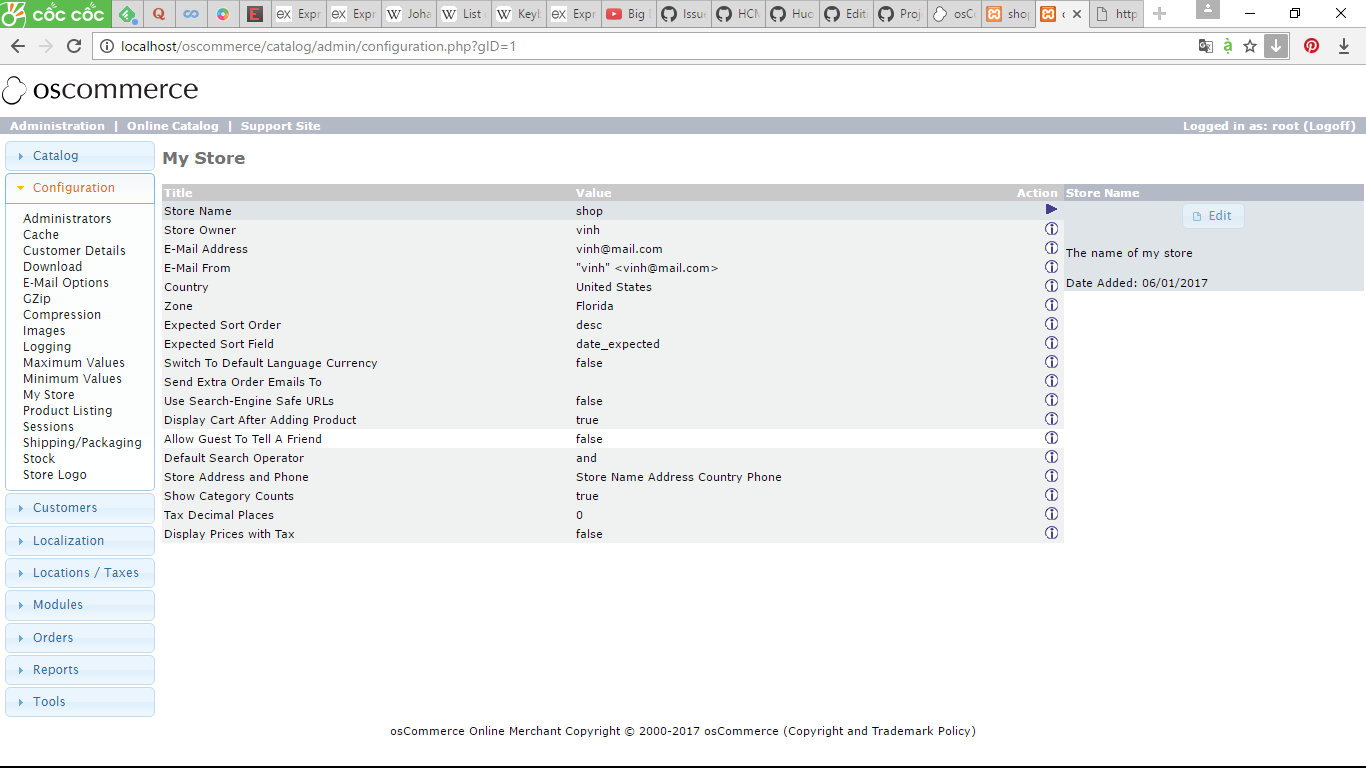 cốc cốc Expr Expr Joha List Keyb Expr Big Issue HCM Huo Edit Proj osC shop c http
localhost/oscommerce/catalog/admin/configuration.php?gID=1
oscommerce
Administration | Online Catalog | Support Site Logged in as: root (Logoff)
Catalog
Configuration
Administrators
Cache
Customer Details
Download
E-Mail Options
GZip
Compression
Images
Logging
Maximum Values
Minimum Values
My Store
Product Listing
Sessions
Shipping/Packaging
Stock
Store Logo
Customers
Localization
Locations / Taxes
Modules
Orders
Reports
Tools
My Store
Title Value Action
Store Name shop
Store Owner vinh
E-Mail Address vinh@mail.com
E-Mail From "vinh" <vinh@mail.com>
Country United States
Zone Florida
Expected Sort Order desc
Expected Sort Field date_expected
Switch To Default Language Currency false
Send Extra Order Emails To
Use Search-Engine Safe URLs false
Display Cart After Adding Product true
Allow Guest To Tell A Friend false
Default Search Operator and
Store Address and Phone Store Name Address Country Phone
Show Category Counts true
Tax Decimal Places 0
Display Prices with Tax false
Store Name
Edit
The name of my store
Date Added: 06/01/2017
osCommerce Online Merchant Copyright © 2000-2017 osCommerce (Copyright and Trademark Policy)